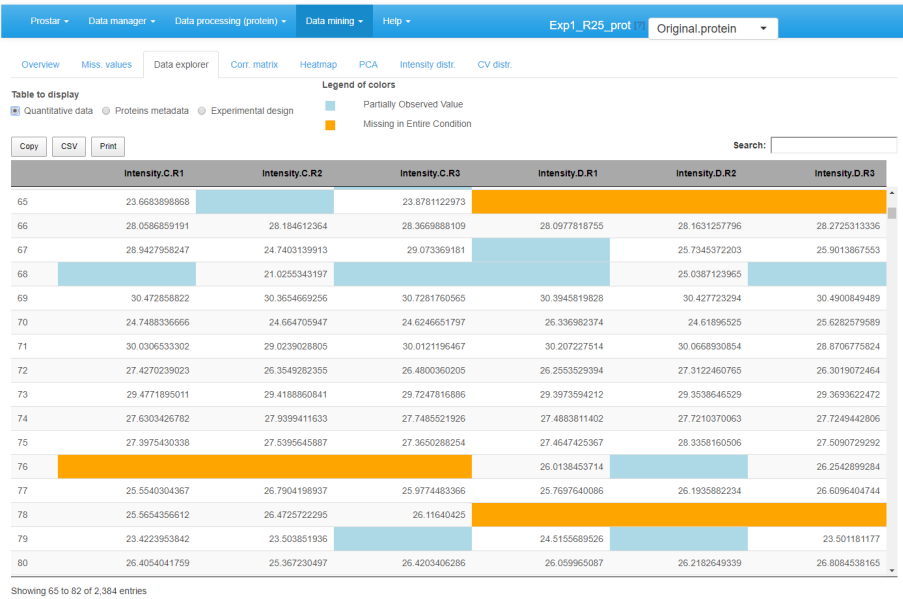 Prostar Data manager Data processing (protein) Data mining Help Exp1_R25_prot [?] Original.protein
Overview Miss. values Data explorer Corr. matrix Heatmap PCA Intensity distr. CV distr.
Table to display Legend of colors
Quantitative data Proteins metadata Experimental design Partially Observed Value
Missing in Entire Condition
Copy CSV Print Search:
Intensity.C.R1 Intensity.C.R2 Intensity.C.R3 Intensity.D.R1 Intensity.D.R2 Intensity.D.R3
65 23.6683898868 23.8781122973
66 28.0586859191 28.184612364 28.3669888109 28.0977818755 28.1631257796 28.2725313336
67 28.9427958247 24.7403139913 29.073369181 25.7345372203 25.9013867553
68 21.0255343197 25.0387123965
69 30.472858822 30.3654669256 30.7281760565 30.3945819828 30.427723294 30.4900849489
70 24.7488336666 24.664705947 24.6246651797 26.336982374 24.61896525 25.6282579589
71 30.0306533302 29.0239028805 30.0121196467 30.207227514 30.0668930854 28.8706775824
72 27.4270239023 26.3549282355 26.4800360205 26.2553529394 27.3122460765 26.3019072464
73 29.4771895011 29.4188860841 29.7247816886 29.3973594212 29.3538646529 29.3693622472
74 27.6303426782 27.9399411633 27.7485521926 27.4883811402 27.7210370063 27.7249442806
75 27.3975430338 27.5395645887 27.3650288254 27.4647425367 28.3358160506 27.5090729292
76 26.0138453714 26.2542899284
77 25.5540304367 26.7904198937 25.9774483366 25.7697640086 26.1935882234 26.6096404744
78 25.5654356612 26.4725722295 26.11640425
79 23.4223953842 23.503851936 24.5155689526 23.501181177
80 26.4054041759 25.367230497 26.4203406286 26.059965087 26.2182649339 26.8084538165
Showing 65 to 82 of 2,384 entries